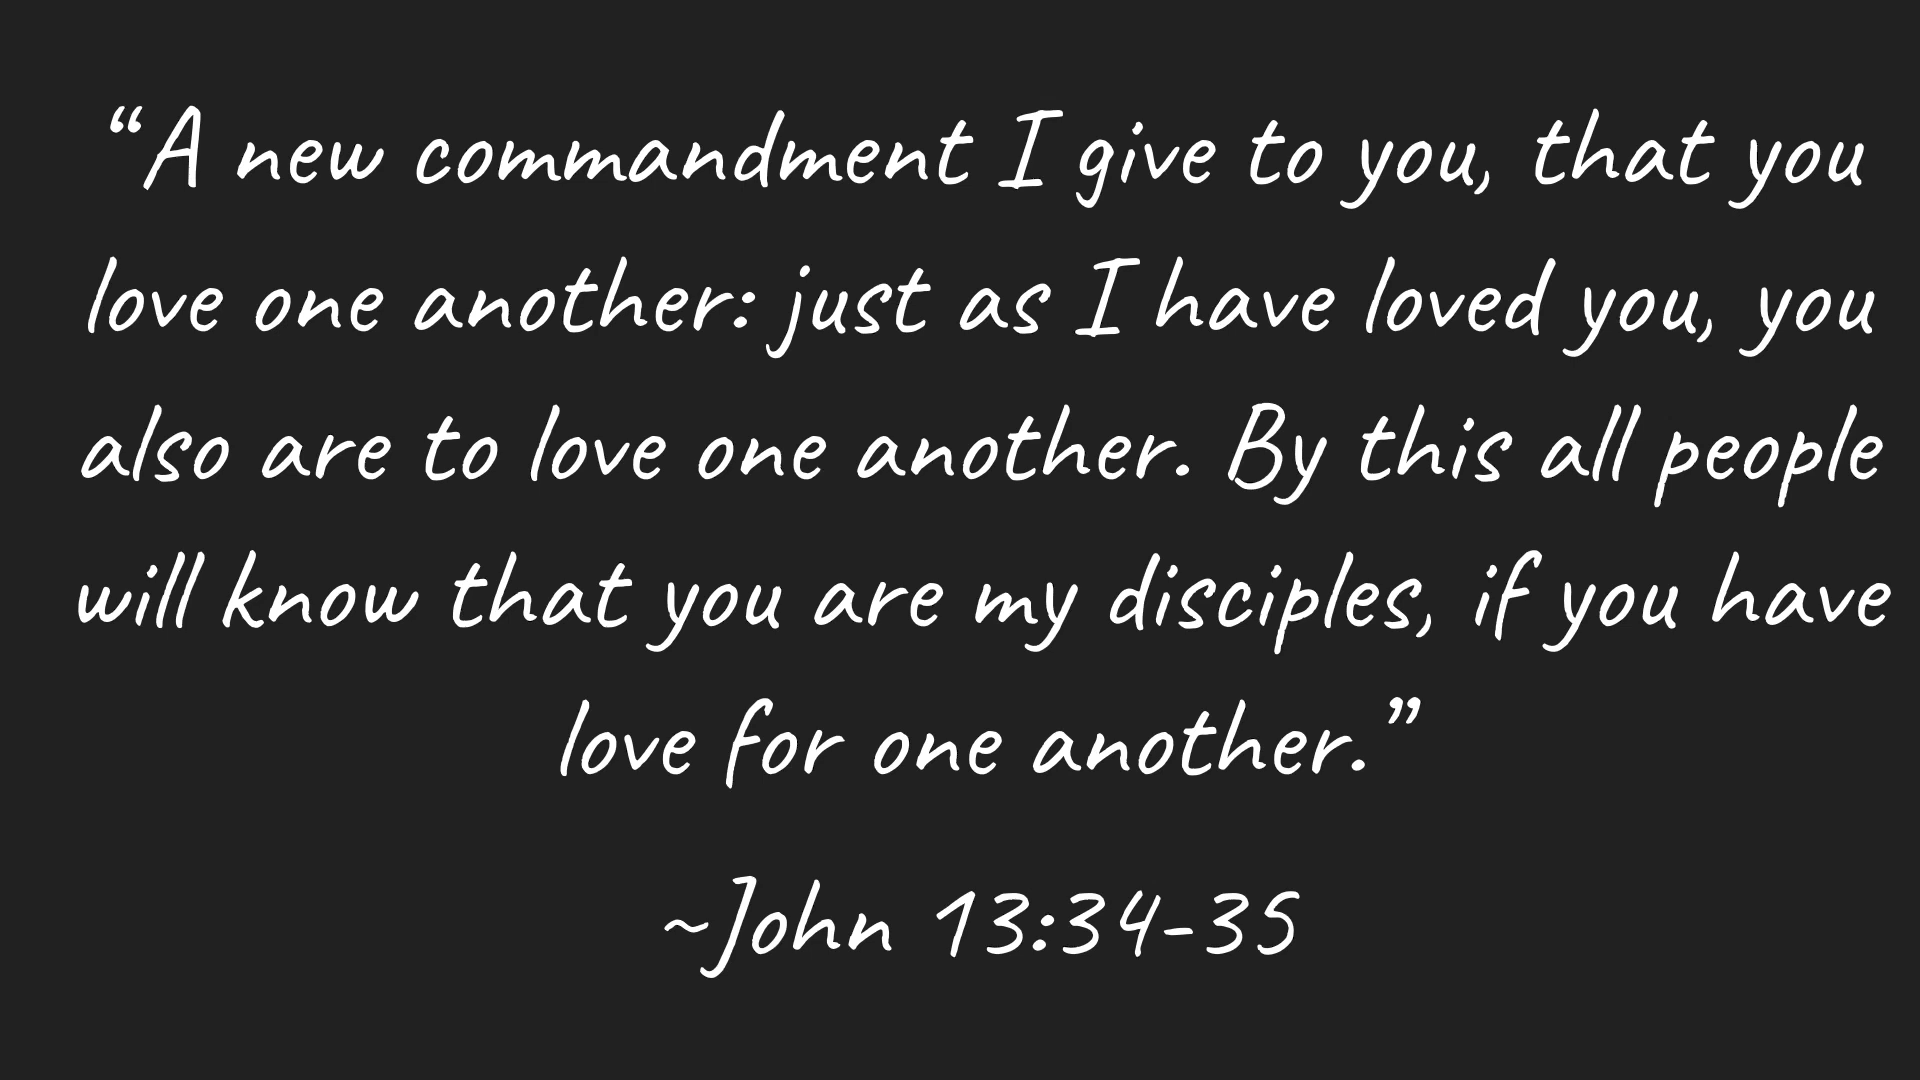 “A new commandment I give to you, that you
love one another: just as I have loved you, you
also are to love one another. By this all people
will know that you are my disciples, if you have
love for one another.”
~John 13:34-35